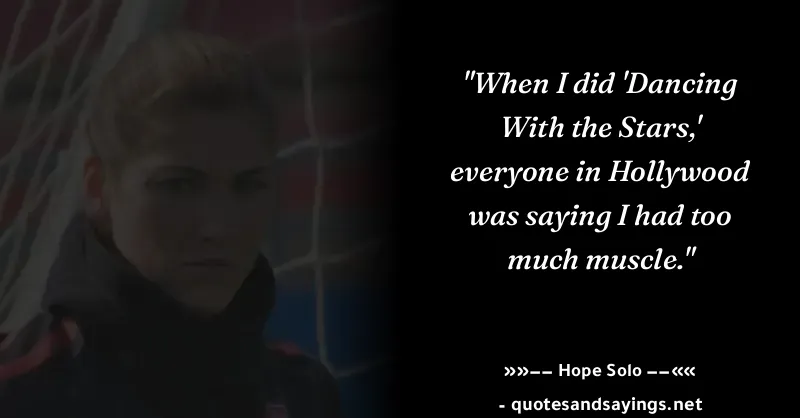 "When I did 'Dancing
With the Stars,'
everyone in Hollywood
was saying I had too
much muscle."
»»−− Hope Solo −−««
- quotesandsayings.net